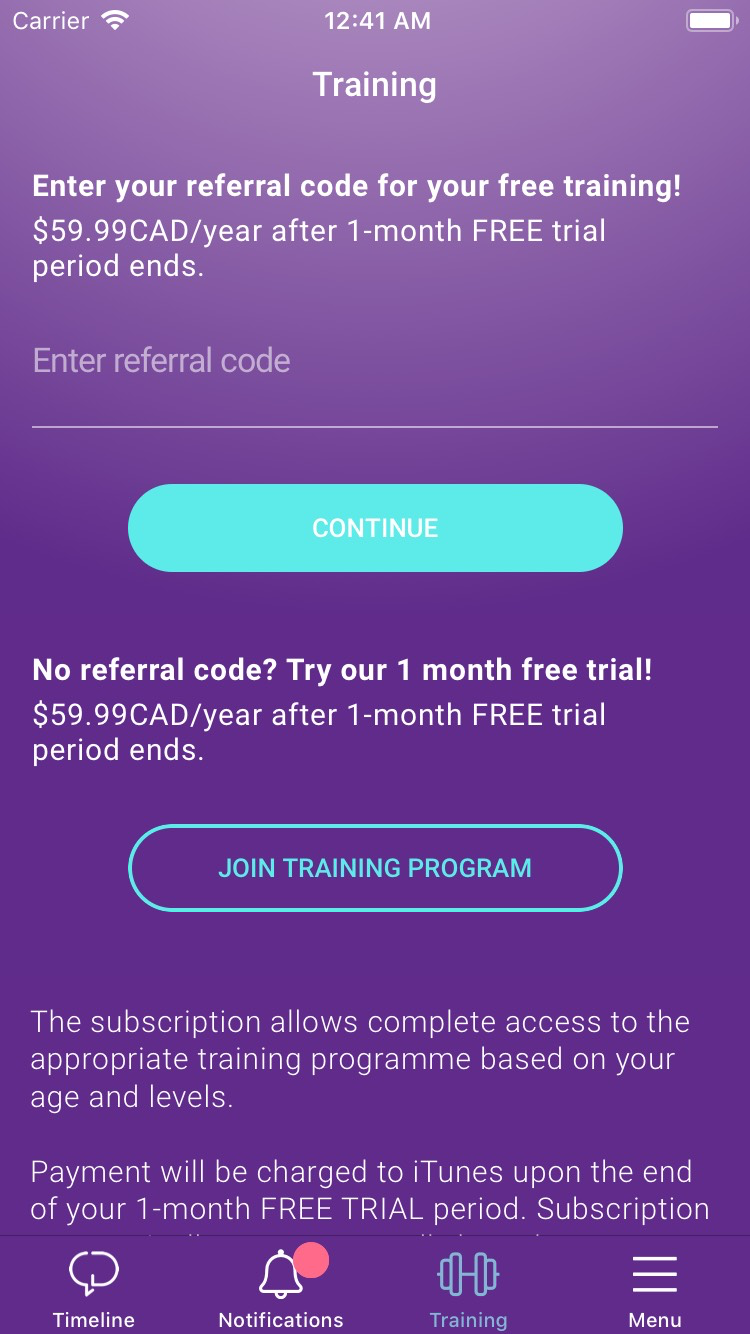 Carrier 12:41 AM
Training
Enter your referral code for your free training!
$59.99CAD/year after 1-month FREE trial
period ends.
Enter referral code
CONTINUE
No referral code? Try our 1 month free trial!
$59.99CAD/year after 1-month FREE trial
period ends.
JOIN TRAINING PROGRAM
The subscription allows complete access to the
appropriate training programme based on your
age and levels.
Payment will be charged to iTunes upon the end
of your 1-month FREE TRIAL period. Subscription
Timeline Notifications Training Menu